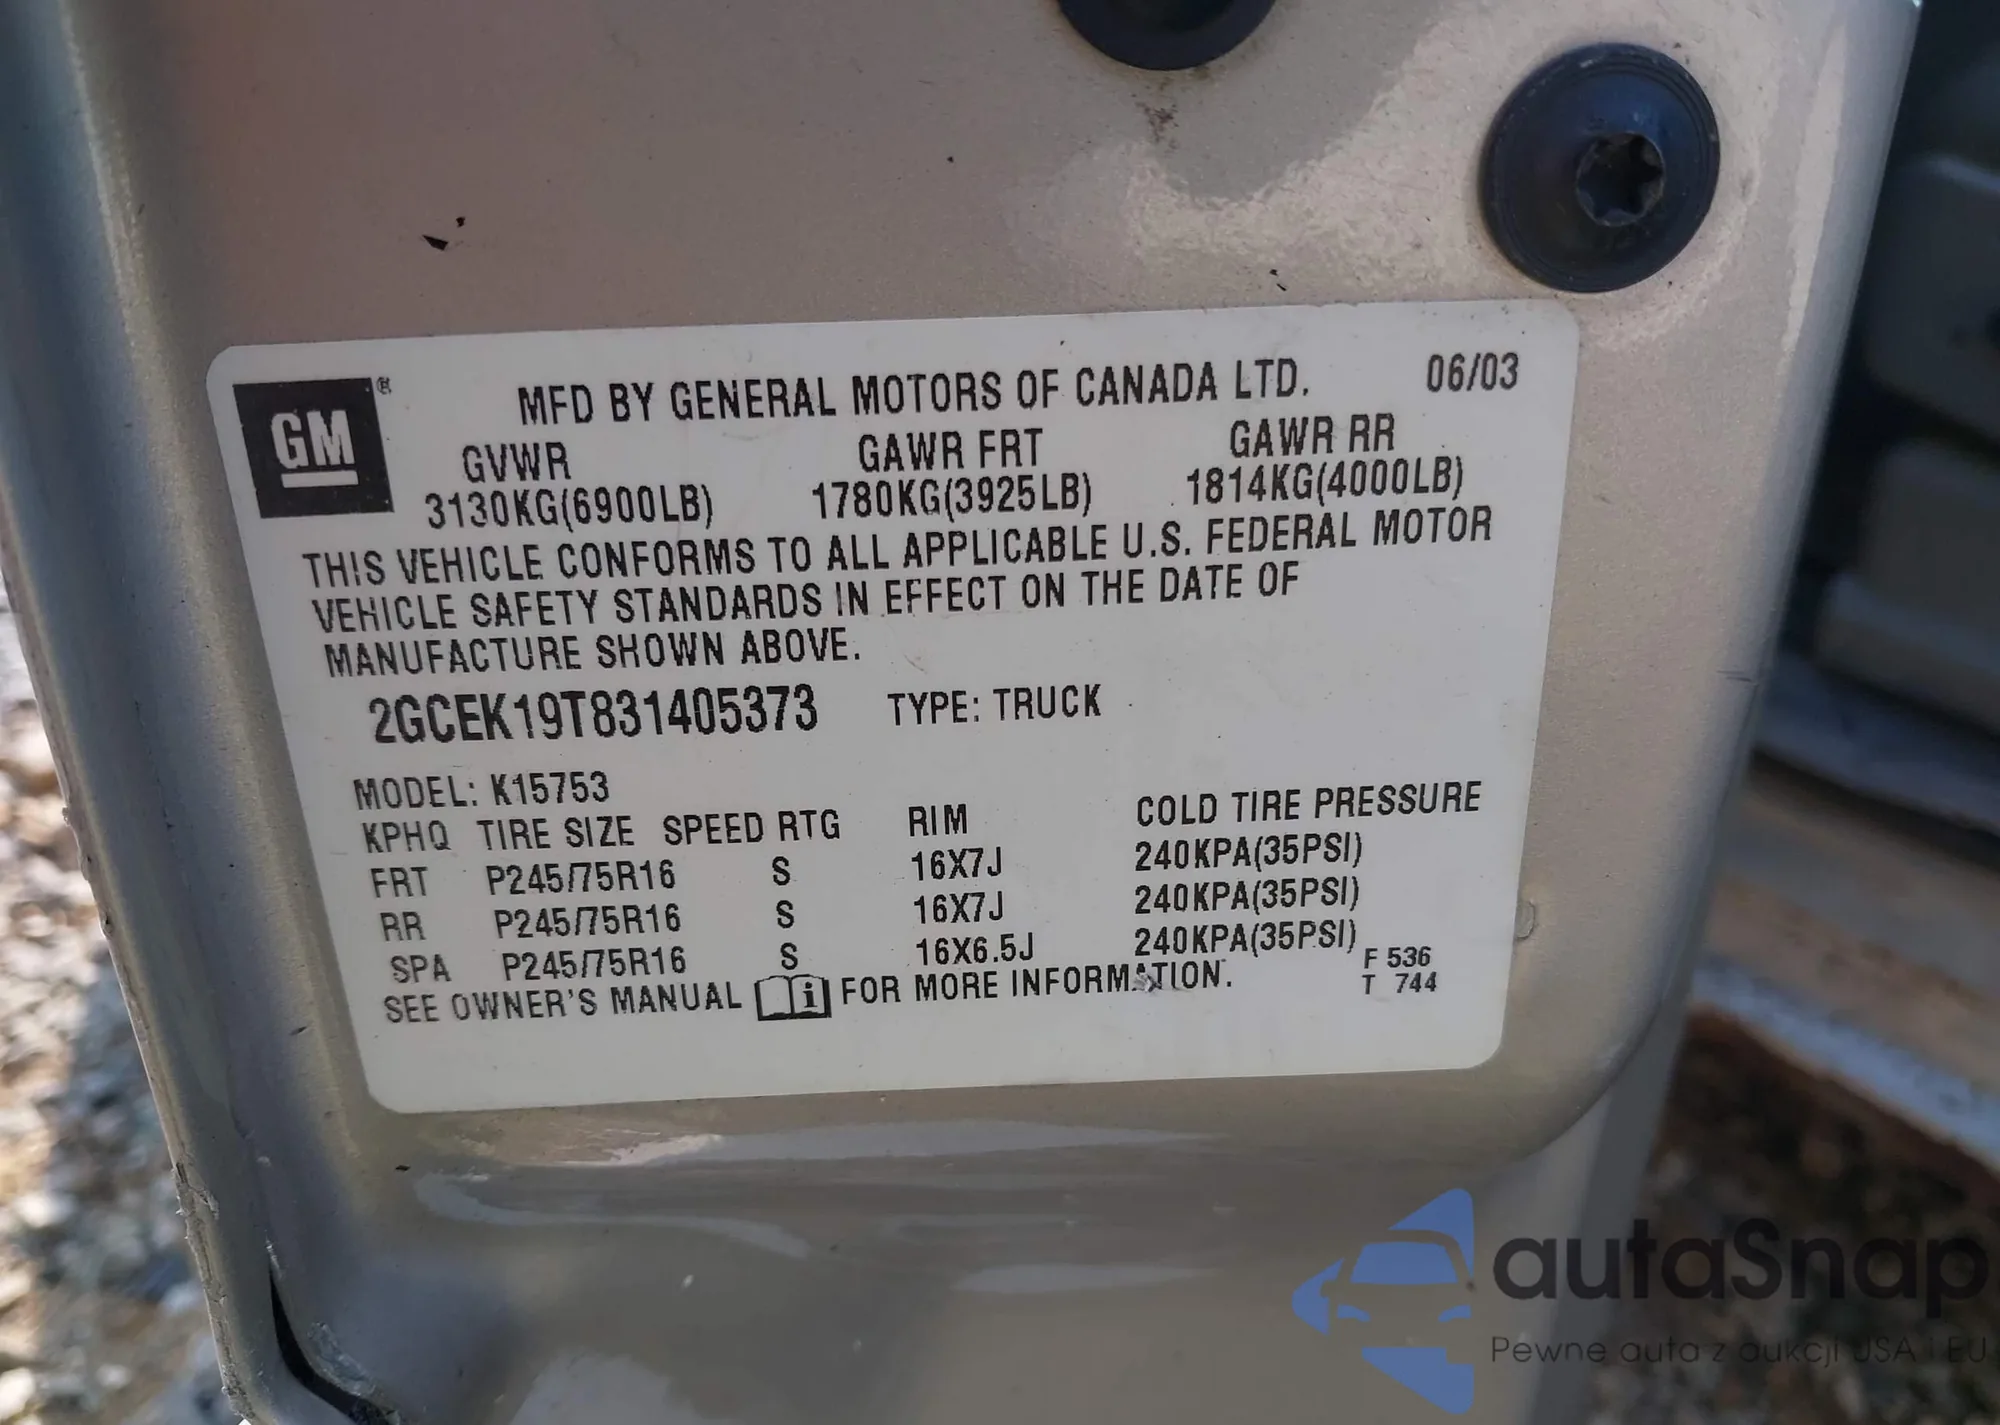 GM ®
MFD BY GENERAL MOTORS OF CANADA LTD. 06/03
GVWR GAWR FRT GAWR RR
3130KG(6900LB) 1780KG(3925LB) 1814KG(4000LB)
THIS VEHICLE CONFORMS TO ALL APPLICABLE U.S. FEDERAL MOTOR
VEHICLE SAFETY STANDARDS IN EFFECT ON THE DATE OF
MANUFACTURE SHOWN ABOVE.
2GCEK19T831405373 TYPE: TRUCK
MODEL: K15753
KPHQ TIRE SIZE SPEED RTG RIM COLD TIRE PRESSURE
FRT P245/75R16 S 16X7J 240KPA(35PSI)
RR P245/75R16 S 16X7J 240KPA(35PSI)
SPA P245/75R16 S 16X6.5J 240KPA(35PSI)
SEE OWNER'S MANUAL i FOR MORE INFORMATION.
F 536
T 744
autaSnap
Pewne auta z aukcji USA i EU